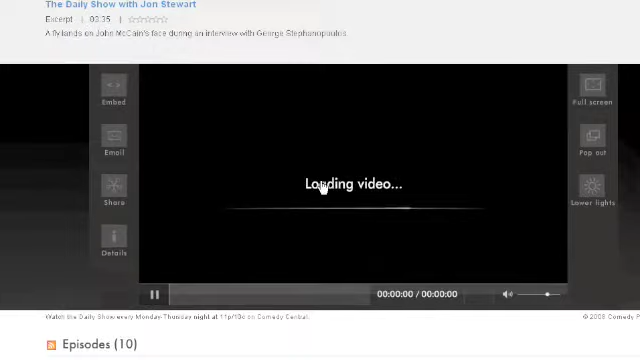 The Daily Show with Jon Stewart
Excerpt | 03:35 |
A fly lands on John McCain's face during an interview with George Stephanopoulos.
Embed
Full screen
Email
Pop out
Loading video...
Share
Lower lights
Details
00:00:00 / 00:00:00
Watch the Daily Show every Monday-Thursday night at 11p/10c on Comedy Central.
© 2008 Comedy P
Episodes (10)